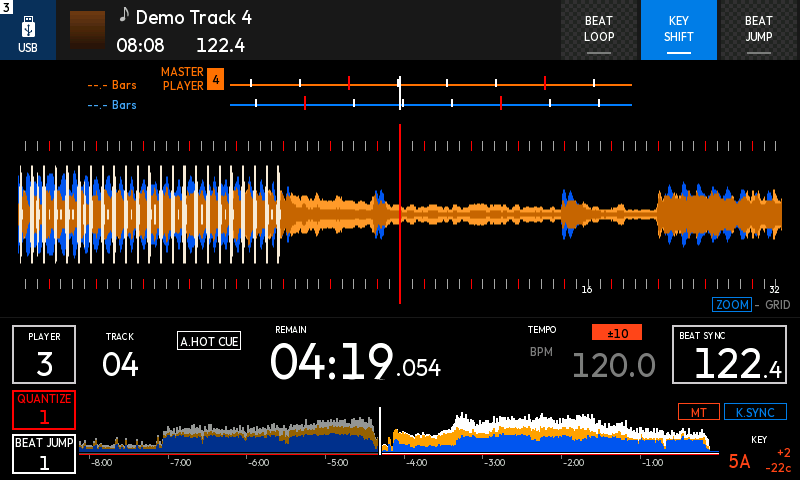 3
USB
Demo Track 4
08:08 122.4
BEAT LOOP
KEY SHIFT
BEAT JUMP
--.- Bars
MASTER PLAYER 4
--.- Bars
16 32
ZOOM - GRID
PLAYER
3
TRACK
04
A.HOT CUE
REMAIN
04:19.054
TEMPO
±10
BPM
120.0
BEAT SYNC
122.4
QUANTIZE
1
BEAT JUMP
1
MT
K.SYNC
KEY
5A
+2
-22c
-8:00 -7:00 -6:00 -5:00 -4:00 -3:00 -2:00 -1:00